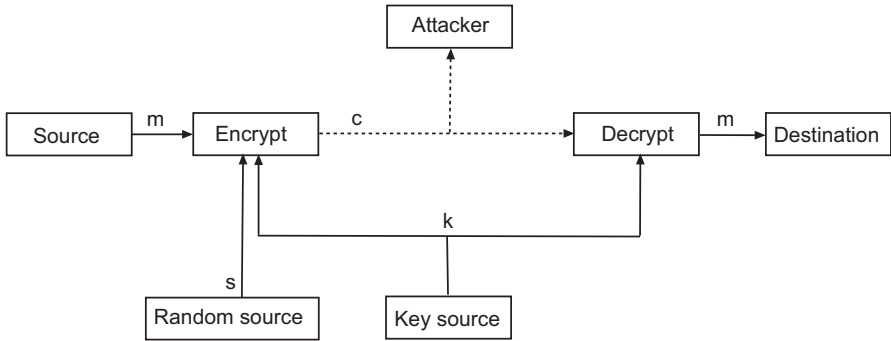 Attacker
m
c
m
Source
Encrypt
Decrypt
Destination
k
s
Random source
Key source